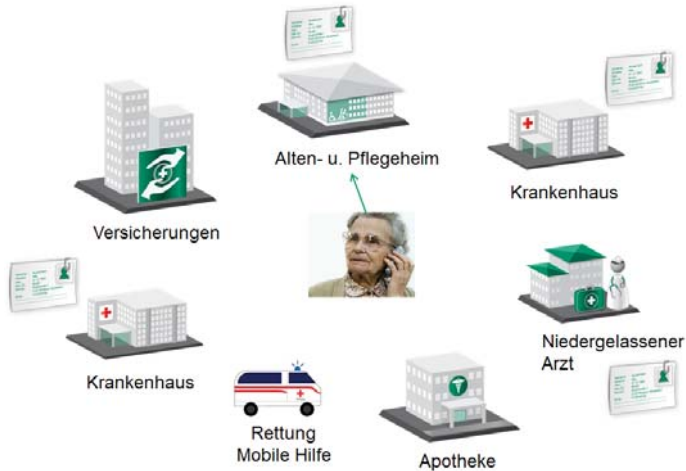 Alten- u. Pflegeheim
Krankenhaus
Versicherungen
Niedergelassener
Arzt
Krankenhaus
Rettung
Mobile Hilfe
Apotheke